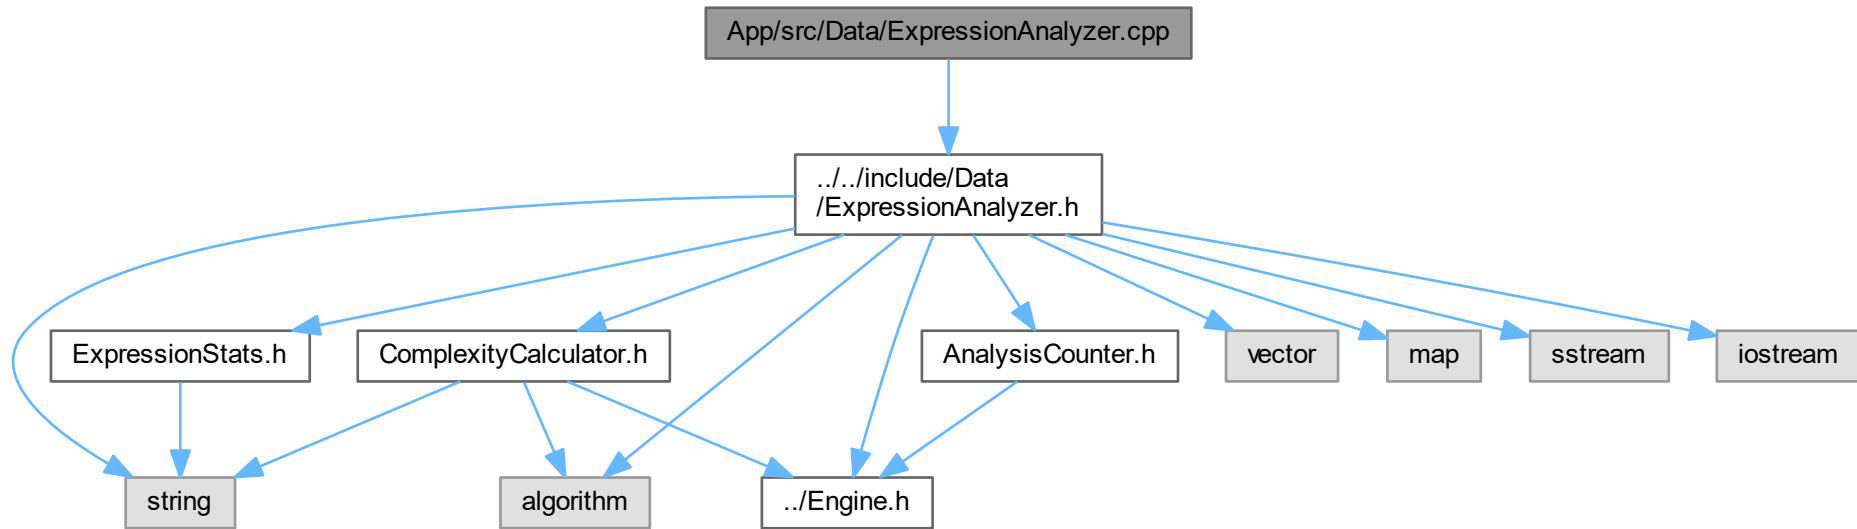 App/src/Data/ExpressionAnalyzer.cpp
../../include/Data
/ExpressionAnalyzer.h
ExpressionStats.h
ComplexityCalculator.h
AnalysisCounter.h
vector
map
sstream
iostream
string
algorithm
../Engine.h